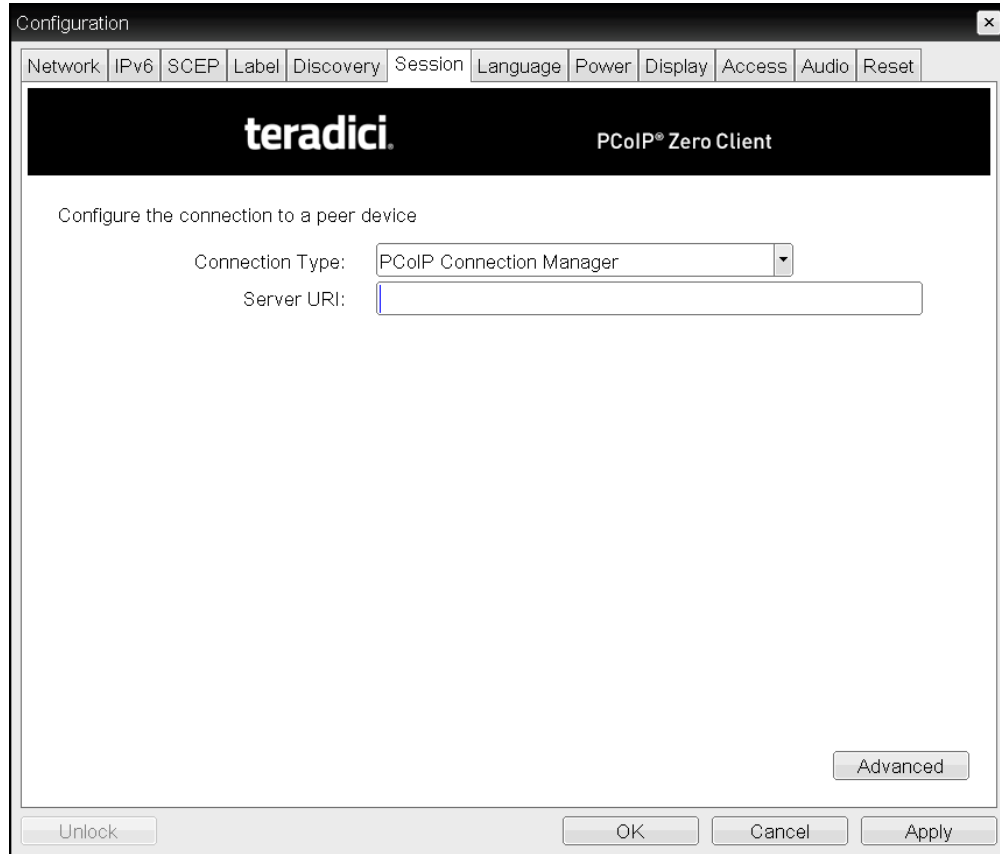 Configuration
Network IPv6 SCEP Label Discovery Session Language Power Display Access Audio Reset
teradici. PCoIP® Zero Client
Configure the connection to a peer device
Connection Type: PCoIP Connection Manager
Server URI:
Advanced
Unlock OK Cancel Apply